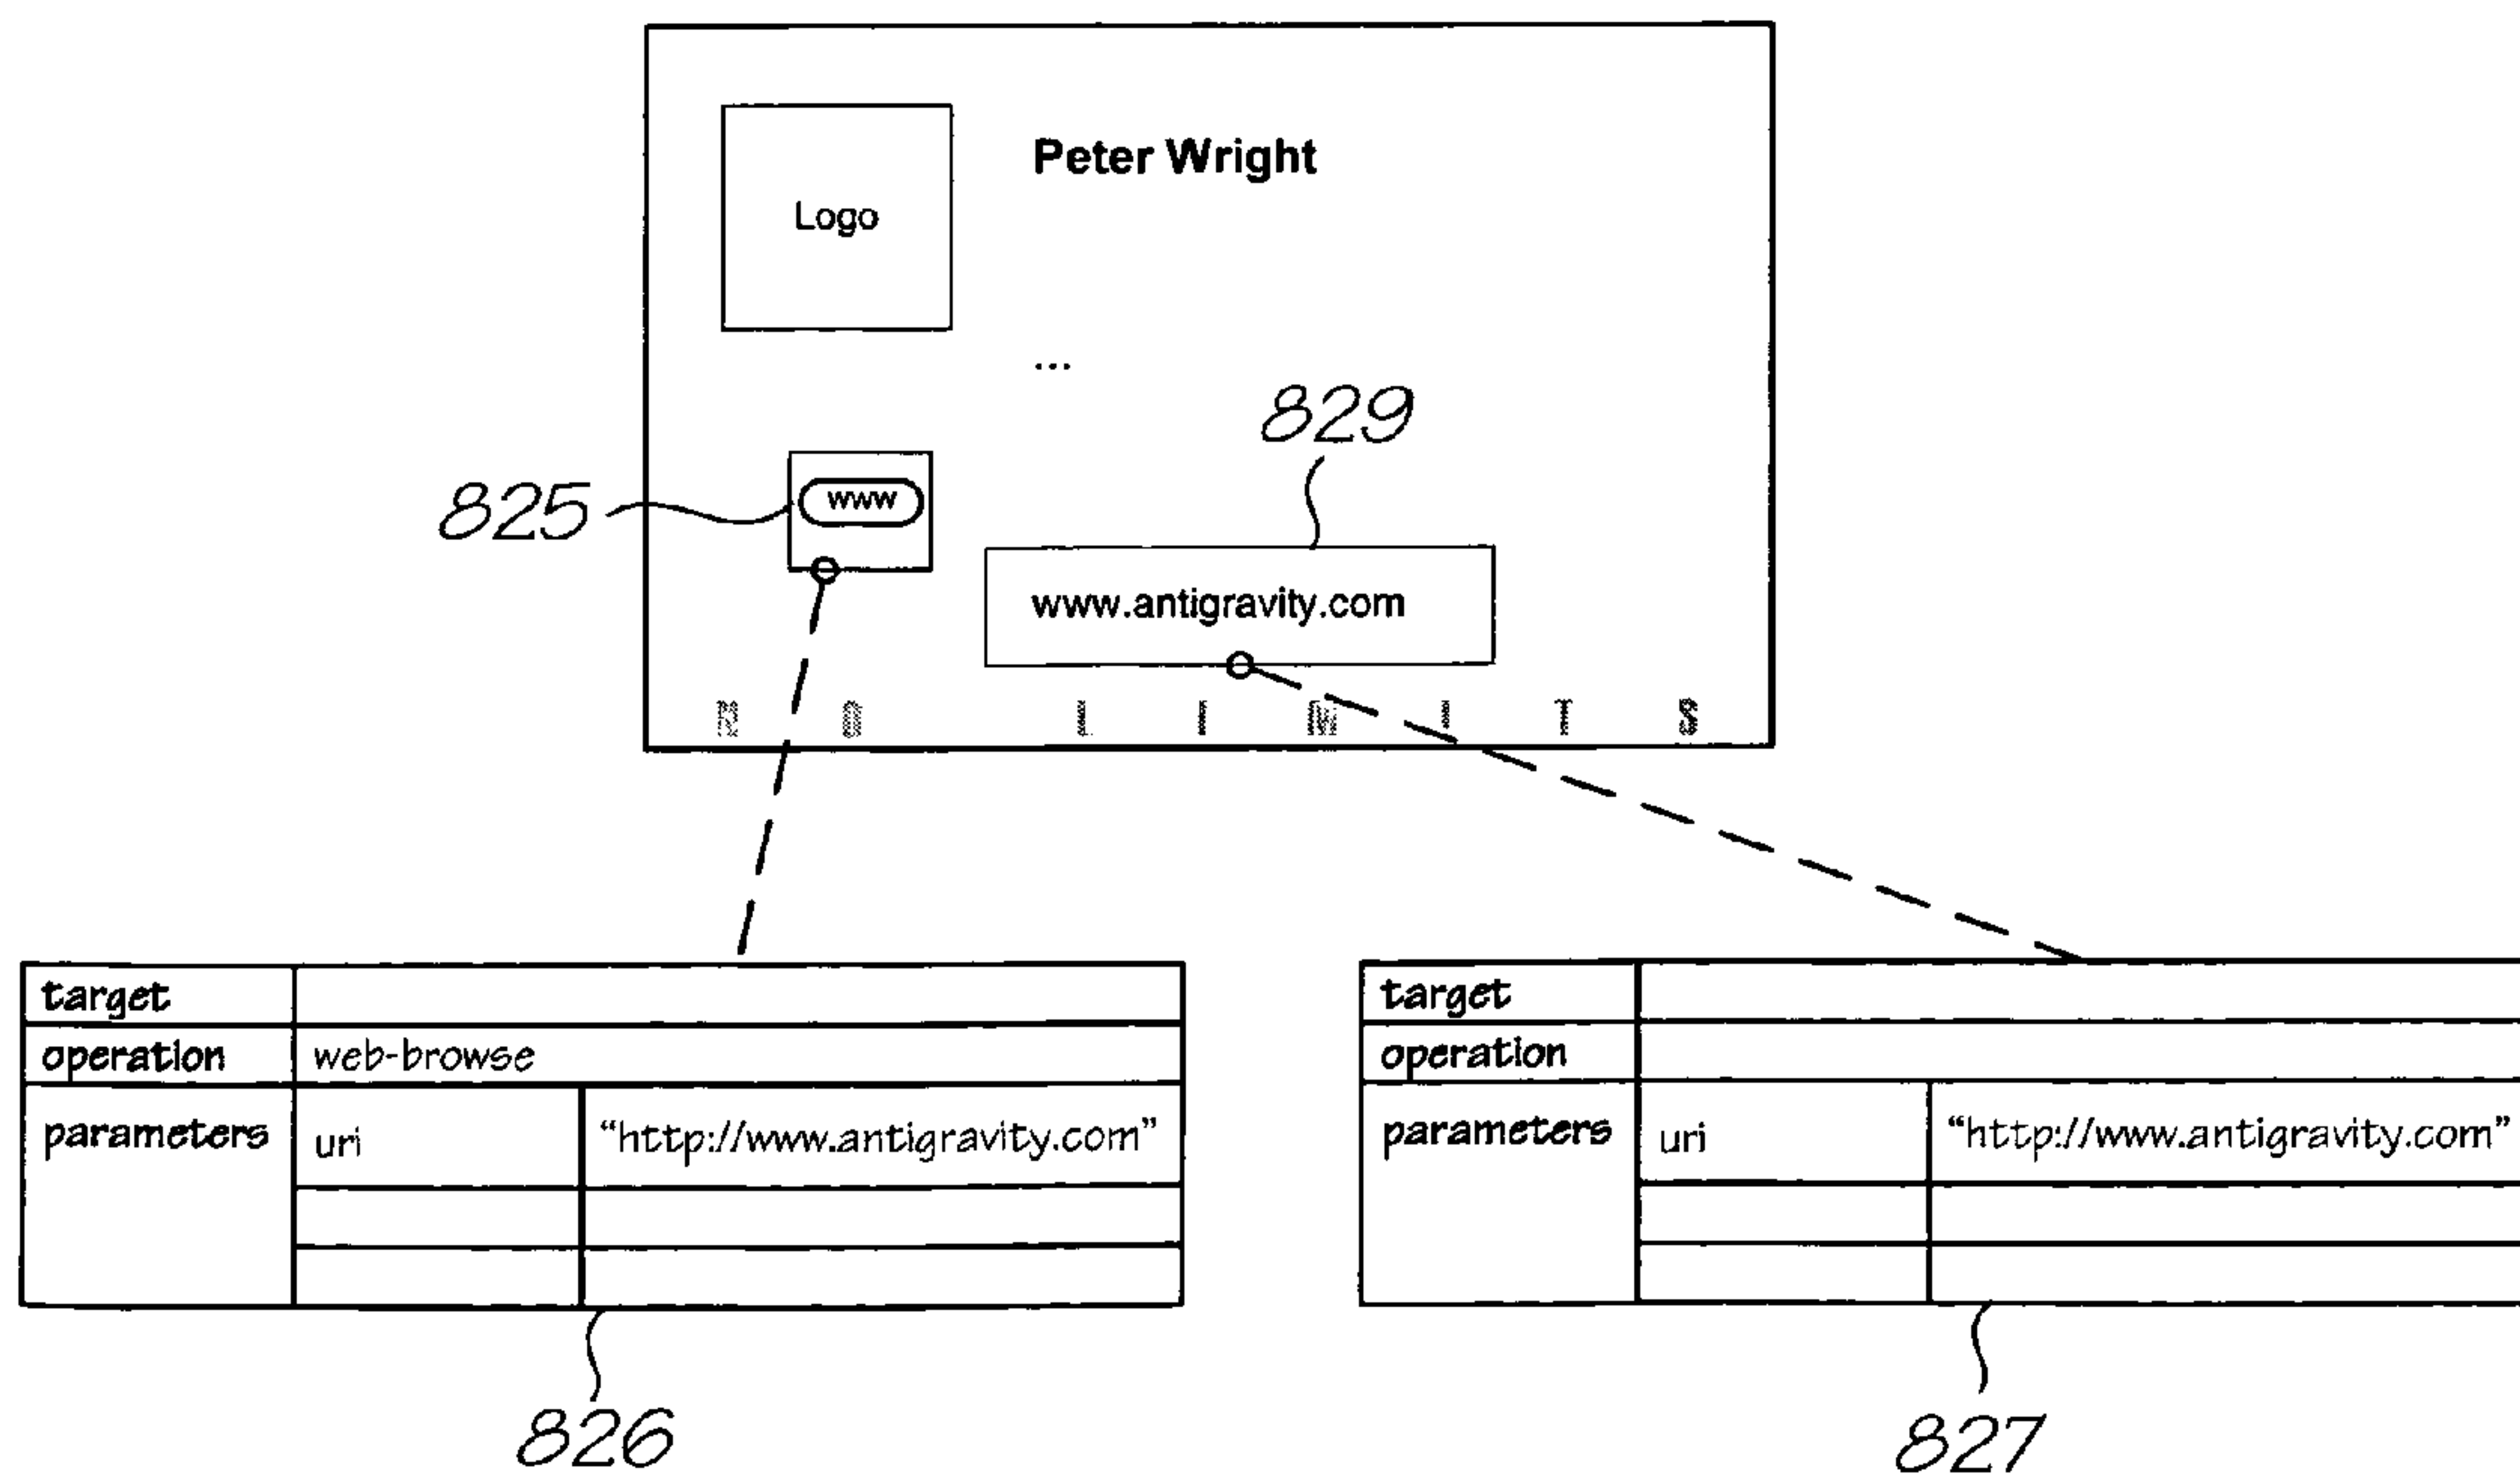 Peter Wright
Logo
...
829
825
www
www.antigravity.com
target
operation web-browse
parameters uri “http://www.antigravity.com”
target
operation
parameters uri “http://www.antigravity.com”
826
827